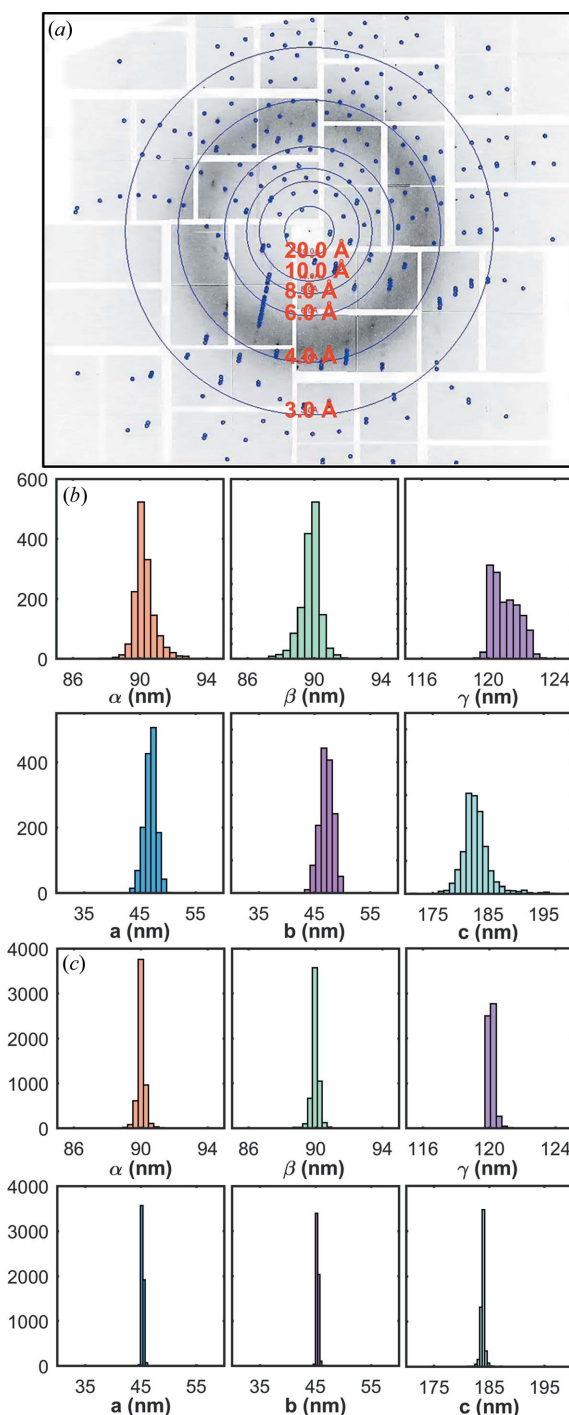 (a)
20.0 Å
10.0 Å
8.0 Å
6.0 Å
4.0 Å
3.0 Å
(b)
600
400
200
0
86 90 94 86 90 94 116 120 124
α (nm) β (nm) γ (nm)
400
200
0
35 45 55 35 45 55 175 185 195
a (nm) b (nm) c (nm)
(c)
4000
3000
2000
1000
0
86 90 94 86 90 94 116 120 124
α (nm) β (nm) γ (nm)
4000
3000
2000
1000
0
35 45 55 35 45 55 175 185 195
a (nm) b (nm) c (nm)